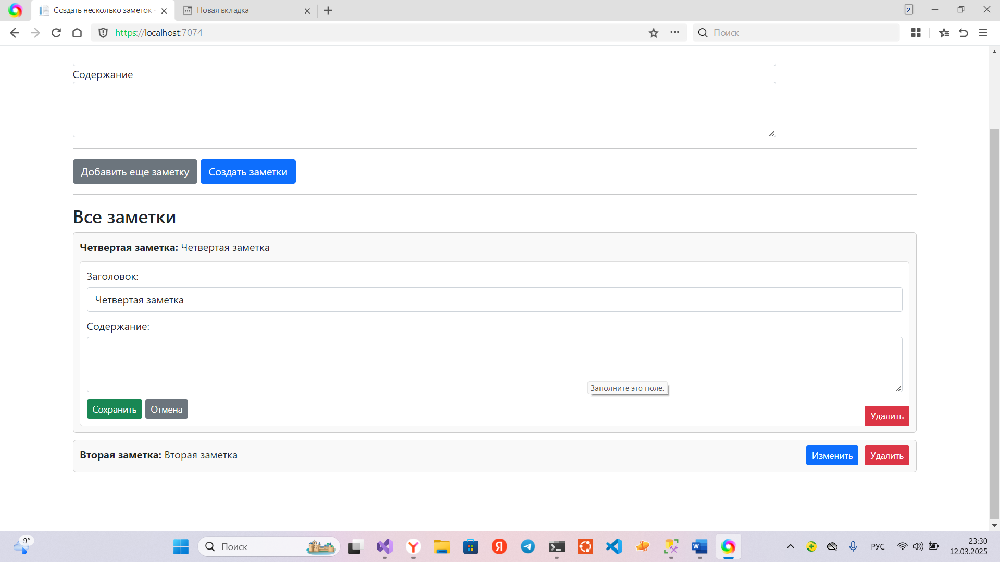 Создать несколько заметок -
Новая вкладка
2
https://localhost:7074
Поиск
Содержание
Добавить еще заметку
Создать заметки
Все заметки
Четвертая заметка: Четвертая заметка
Заголовок:
Четвертая заметка
Содержание:
Заполните это поле.
Сохранить
Отмена
Удалить
Вторая заметка: Вторая заметка
Изменить
Удалить
9°
Поиск
РУС
23:30
12.03.2025